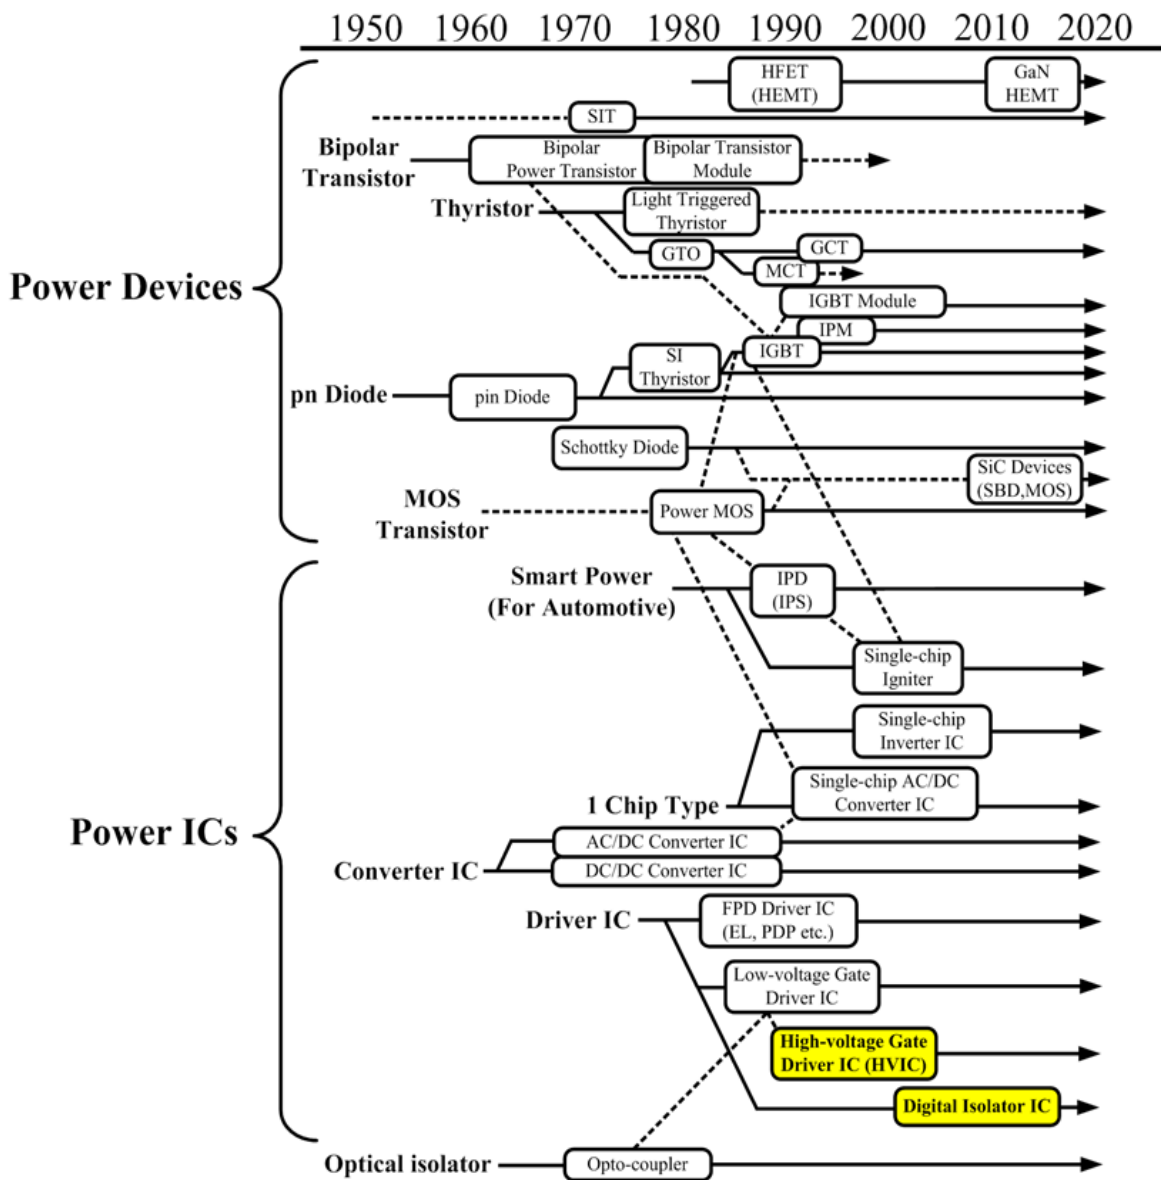 1950 1960 1970 1980 1990 2000 2010 2020
HFET
(HEMT)
GaN
HEMT
SIT
Bipolar
Transistor
Bipolar
Power Transistor
Bipolar Transistor
Module
Thyristor
Light Triggered
Thyristor
GTO
GCT
MCT
Power Devices
IGBT Module
IPM
IGBT
SI
Thyristor
pn Diode
pin Diode
Schottky Diode
SiC Devices
(SBD,MOS)
MOS
Transistor
Power MOS
Smart Power
(For Automotive)
IPD
(IPS)
Single-chip
Igniter
Single-chip
Inverter IC
Single-chip AC/DC
Converter IC
1 Chip Type
Power ICs
AC/DC Converter IC
Converter IC
DC/DC Converter IC
Driver IC
FPD Driver IC
(EL, PDP etc.)
Low-voltage Gate
Driver IC
High-voltage Gate
Driver IC (HVIC)
Digital Isolator IC
Optical isolator
Opto-coupler